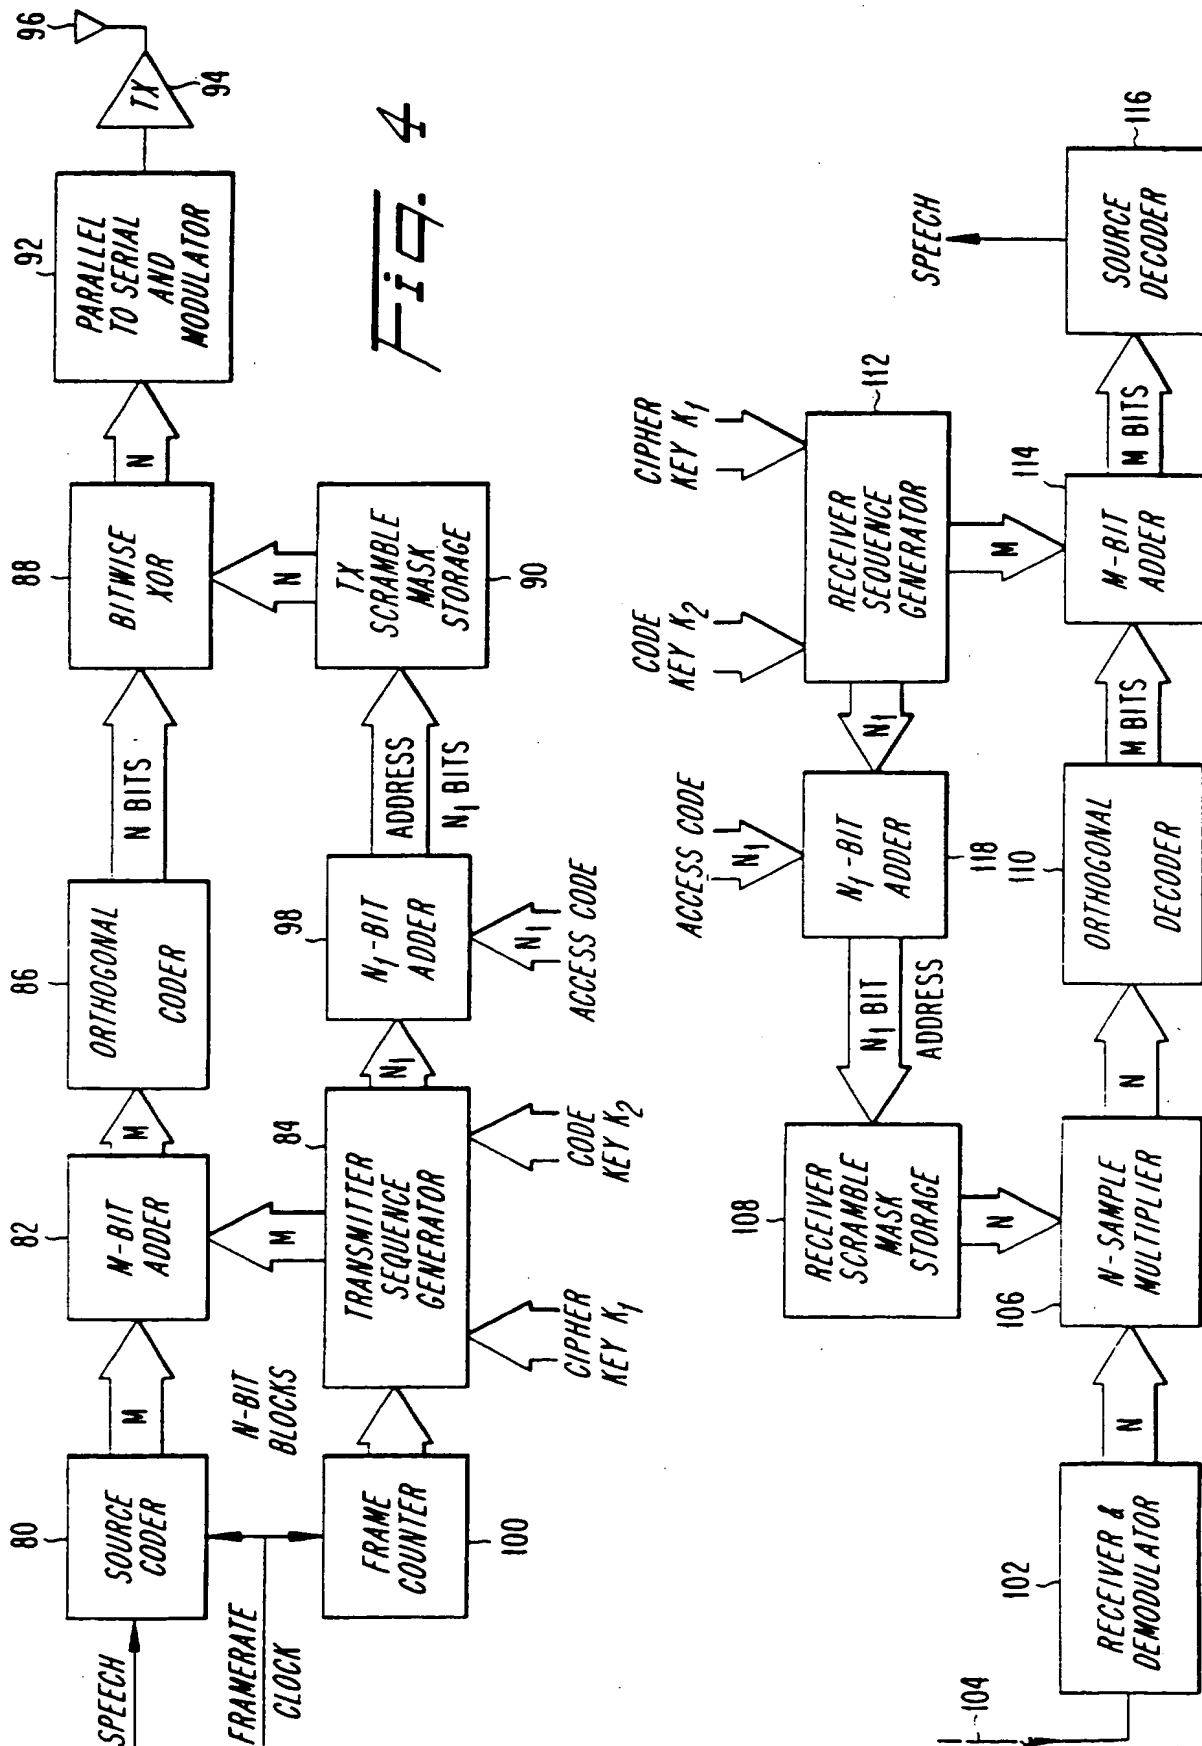 SPEECH
80
SOURCE
CODER
M
82
M-BIT
ADDER
M
86
ORTHOGONAL
CODER
N BITS
88
BITWISE
XOR
N
92
PARALLEL
TO SERIAL
AND
MODULATOR
TX
94
96
FRAMERATE
CLOCK
N-BIT
BLOCKS
FRAME
COUNTER
100
M
84
TRANSMITTER
SEQUENCE
GENERATOR
CIPHER
KEY K1
CODE
KEY K2
N1
98
N1-BIT
ADDER
N1
ACCESS CODE
ADDRESS
N1 BITS
N
TX
SCRAMBLE
MASK
STORAGE
90
Fig. 4
104
102
RECEIVER &
DEMODULATOR
N
106
N-SAMPLE
MULTIPLIER
N
108
RECEIVER
SCRAMBLE
MASK
STORAGE
N
N1 BIT
ADDRESS
ACCESS CODE
N1
N1-BIT
ADDER
118
N1
CODE
KEY K2
CIPHER
KEY K1
RECEIVER
SEQUENCE
GENERATOR
112
M
110
ORTHOGONAL
DECODER
M BITS
114
M-BIT
ADDER
M BITS
SOURCE
DECODER
116
SPEECH